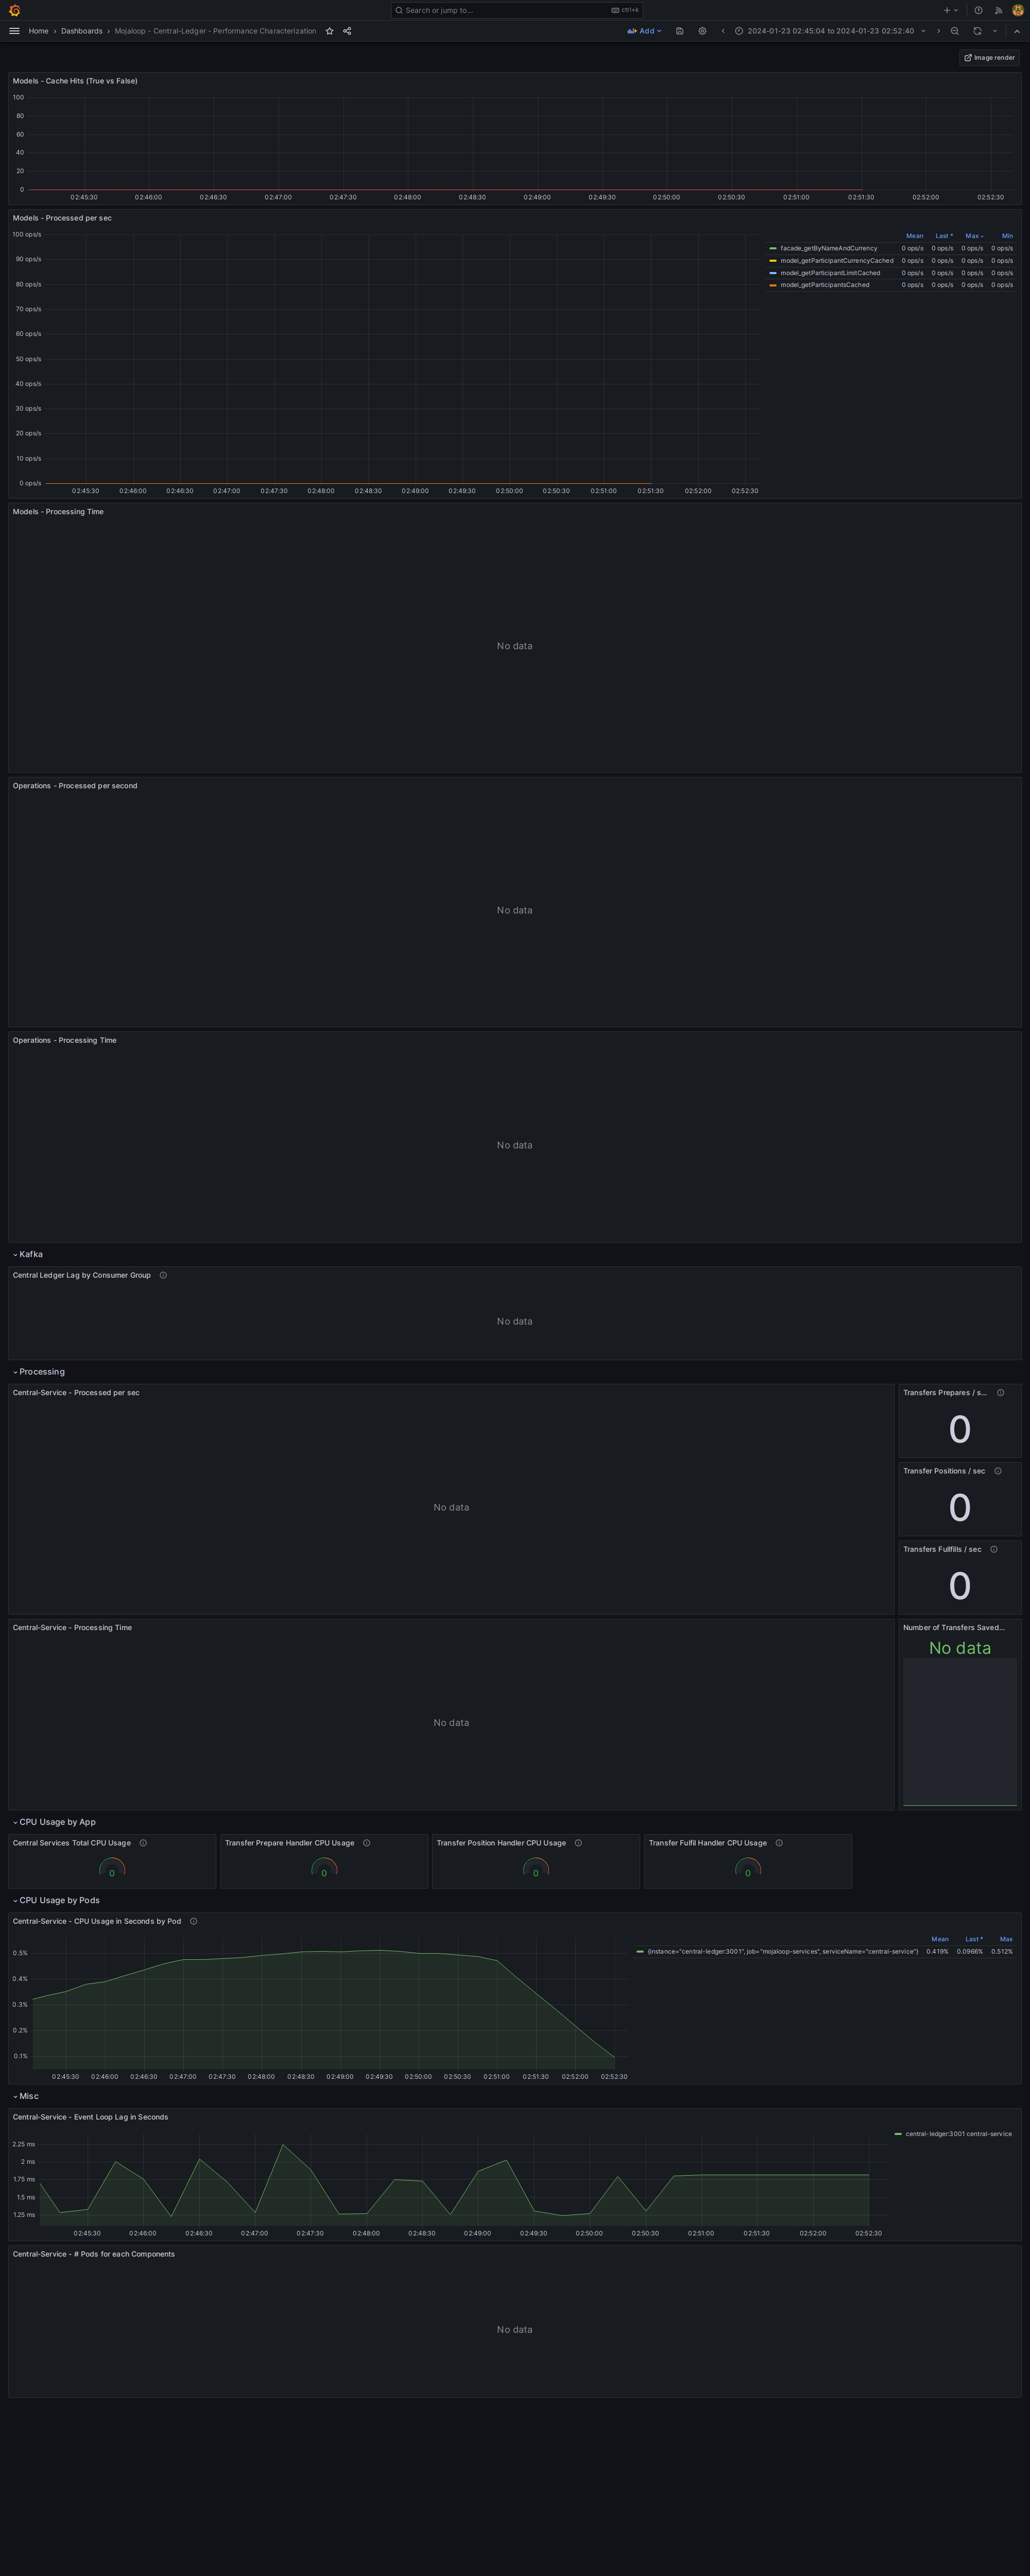 Search or jump to...
ctrl+k
Home › Dashboards › Mojaloop - Central-Ledger - Performance Characterization
Add
2024-01-23 02:45:04 to 2024-01-23 02:52:40
Image render
Models - Cache Hits (True vs False)
100
80
60
40
20
0
02:45:30 02:46:00 02:46:30 02:47:00 02:47:30 02:48:00 02:48:30 02:49:00 02:49:30 02:50:00 02:50:30 02:51:00 02:51:30 02:52:00 02:52:30
Models - Processed per sec
100 ops/s
90 ops/s
80 ops/s
70 ops/s
60 ops/s
50 ops/s
40 ops/s
30 ops/s
20 ops/s
10 ops/s
0 ops/s
02:45:30 02:46:00 02:46:30 02:47:00 02:47:30 02:48:00 02:48:30 02:49:00 02:49:30 02:50:00 02:50:30 02:51:00 02:51:30 02:52:00 02:52:30
Mean Last * Max Min
facade_getByNameAndCurrency 0 ops/s 0 ops/s 0 ops/s 0 ops/s
model_getParticipantCurrencyCached 0 ops/s 0 ops/s 0 ops/s 0 ops/s
model_getParticipantLimitCached 0 ops/s 0 ops/s 0 ops/s 0 ops/s
model_getParticipantsCached 0 ops/s 0 ops/s 0 ops/s 0 ops/s
Models - Processing Time
No data
Operations - Processed per second
No data
Operations - Processing Time
No data
Kafka
Central Ledger Lag by Consumer Group
No data
Processing
Central-Service - Processed per sec
No data
Transfers Prepares / s...
0
Transfer Positions / sec
0
Transfers Fullfills / sec
0
Central-Service - Processing Time
No data
Number of Transfers Saved...
No data
CPU Usage by App
Central Services Total CPU Usage
0
Transfer Prepare Handler CPU Usage
0
Transfer Position Handler CPU Usage
0
Transfer Fulfil Handler CPU Usage
0
CPU Usage by Pods
Central-Service - CPU Usage in Seconds by Pod
0.5%
0.4%
0.3%
0.2%
0.1%
02:45:30 02:46:00 02:46:30 02:47:00 02:47:30 02:48:00 02:48:30 02:49:00 02:49:30 02:50:00 02:50:30 02:51:00 02:51:30 02:52:00 02:52:30
Mean Last * Max
{instance="central-ledger:3001", job="mojaloop-services", serviceName="central-service"} 0.419% 0.0966% 0.512%
Misc
Central-Service - Event Loop Lag in Seconds
2.25 ms
2 ms
1.75 ms
1.5 ms
1.25 ms
02:45:30 02:46:00 02:46:30 02:47:00 02:47:30 02:48:00 02:48:30 02:49:00 02:49:30 02:50:00 02:50:30 02:51:00 02:51:30 02:52:00 02:52:30
central-ledger:3001 central-service
Central-Service - # Pods for each Components
No data